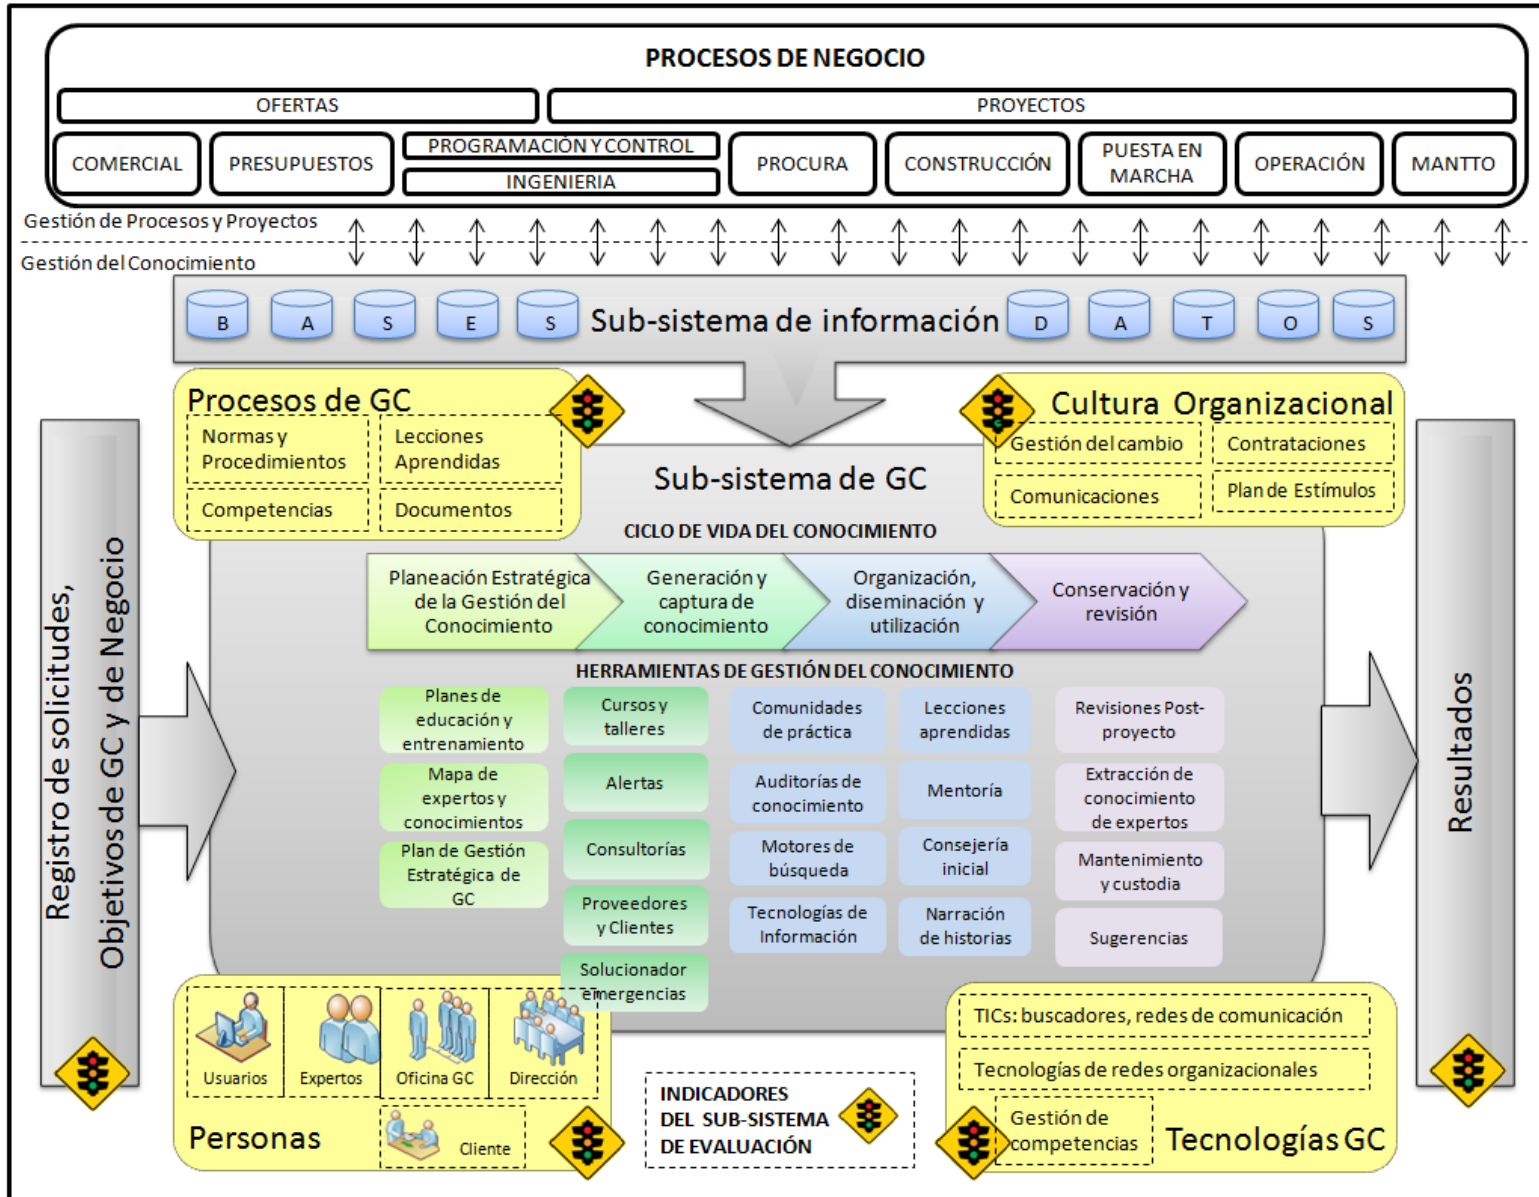 PROCESOS DE NEGOCIO
OFERTAS
PROYECTOS
COMERCIAL
PRESUPUESTOS
PROGRAMACIÓN Y CONTROL
INGENIERIA
PROCURA
CONSTRUCCIÓN
PUESTA EN
MARCHA
OPERACIÓN
MANTTO
Gestión de Procesos y Proyectos
Gestión del Conocimiento
B A S E S
Sub-sistema de información
D A T O S
Procesos de GC
Normas y
Procedimientos
Lecciones
Aprendidas
Competencias
Documentos
Cultura Organizacional
Gestión del cambio
Contrataciones
Comunicaciones
Plan de Estímulos
Sub-sistema de GC
CICLO DE VIDA DEL CONOCIMIENTO
Planeación Estratégica
de la Gestión del
Conocimiento
Generación y
captura de
conocimiento
Organización,
diseminación y
utilización
Conservación y
revisión
HERRAMIENTAS DE GESTIÓN DEL CONOCIMIENTO
Planes de
educación y
entrenamiento
Mapa de
expertos y
conocimientos
Plan de Gestión
Estratégica de
GC
Cursos y
talleres
Alertas
Consultorías
Proveedores
y Clientes
Solucionador
emergencias
Comunidades
de práctica
Auditorías de
conocimiento
Motores de
búsqueda
Tecnologías de
Información
Lecciones
aprendidas
Mentoría
Consejería
inicial
Narración
de historias
Revisiones Post-
proyecto
Extracción de
conocimiento
de expertos
Mantenimiento
y custodia
Sugerencias
Registro de solicitudes,
Objetivos de GC y de Negocio
Resultados
Usuarios
Expertos
Oficina GC
Dirección
Personas
Cliente
INDICADORES
DEL SUB-SISTEMA
DE EVALUACIÓN
TICs: buscadores, redes de comunicación
Tecnologías de redes organizacionales
Gestión de
competencias
Tecnologías GC